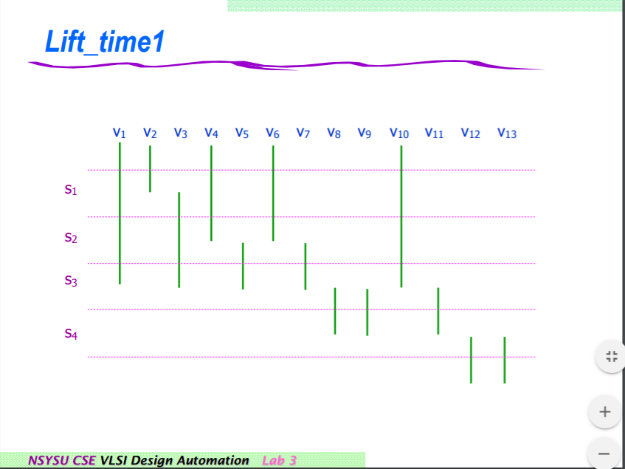 Lift_time1
V1 V2 V3 V4 V5 V6 V7 V8 V9 V10 V11 V12 V13
S1
S2
S3
S4
NSYSU CSE VLSI Design Automation Lab 3